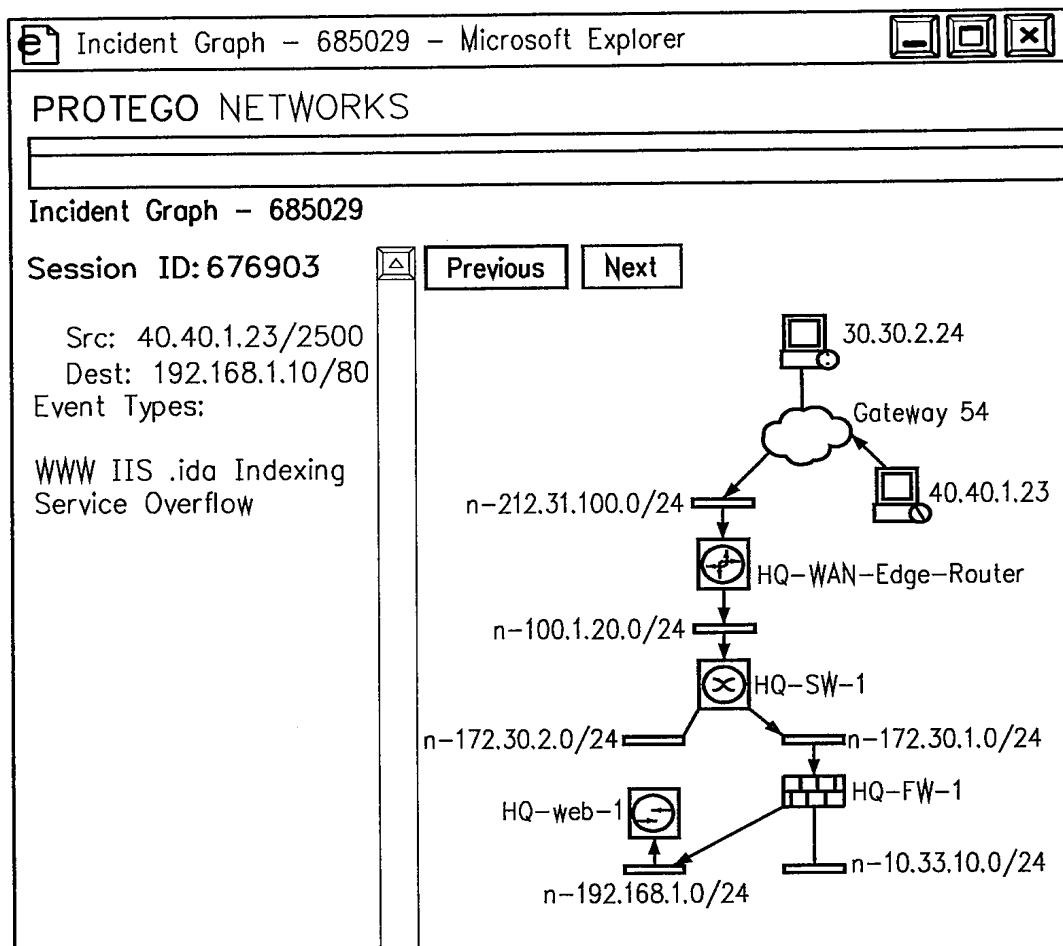 Incident Graph – 685029 – Microsoft Explorer
PROTEGO NETWORKS
Incident Graph – 685029
Session ID: 676903
Previous
Next
Src: 40.40.1.23/2500
Dest: 192.168.1.10/80
Event Types:
WWW IIS .ida Indexing
Service Overflow
30.30.2.24
Gateway 54
40.40.1.23
n-212.31.100.0/24
HQ-WAN-Edge-Router
n-100.1.20.0/24
HQ-SW-1
n-172.30.2.0/24
n-172.30.1.0/24
HQ-web-1
HQ-FW-1
n-10.33.10.0/24
n-192.168.1.0/24